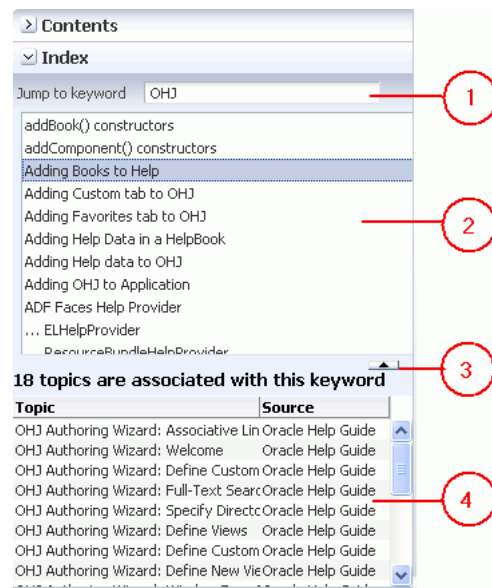 Contents
Index
Jump to keyword OHJ
1
addBook() constructors
addComponent() constructors
Adding Books to Help
Adding Custom tab to OHJ
Adding Favorites tab to OHJ
2
Adding Help Data in a HelpBook
Adding Help data to OHJ
Adding OHJ to Application
ADF Faces Help Provider
... ELHelpProvider
ResourceBundleHelpProvider
3
18 topics are associated with this keyword
Topic Source
OHJ Authoring Wizard: Associative Lin Oracle Help Guide
OHJ Authoring Wizard: Welcome Oracle Help Guide
OHJ Authoring Wizard: Define Custom Oracle Help Guide
OHJ Authoring Wizard: Full-Text Searc Oracle Help Guide
OHJ Authoring Wizard: Specify Directc Oracle Help Guide
4
OHJ Authoring Wizard: Define Views Oracle Help Guide
OHJ Authoring Wizard: Define Custom Oracle Help Guide
OHJ Authoring Wizard: Define New Vie Oracle Help Guide